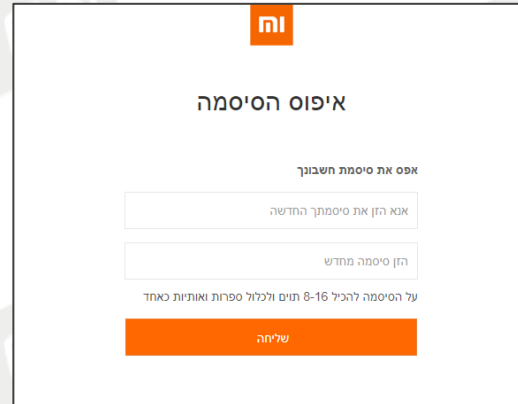 mi
איפוס הסיסמה
אפס את סיסמת חשבונך
אנא הזן את סיסמתך החדשה
הזן סיסמה מחדש
על הסיסמה להכיל 8-16 תוים ולכלול ספרות ואותיות כאחד
שליחה